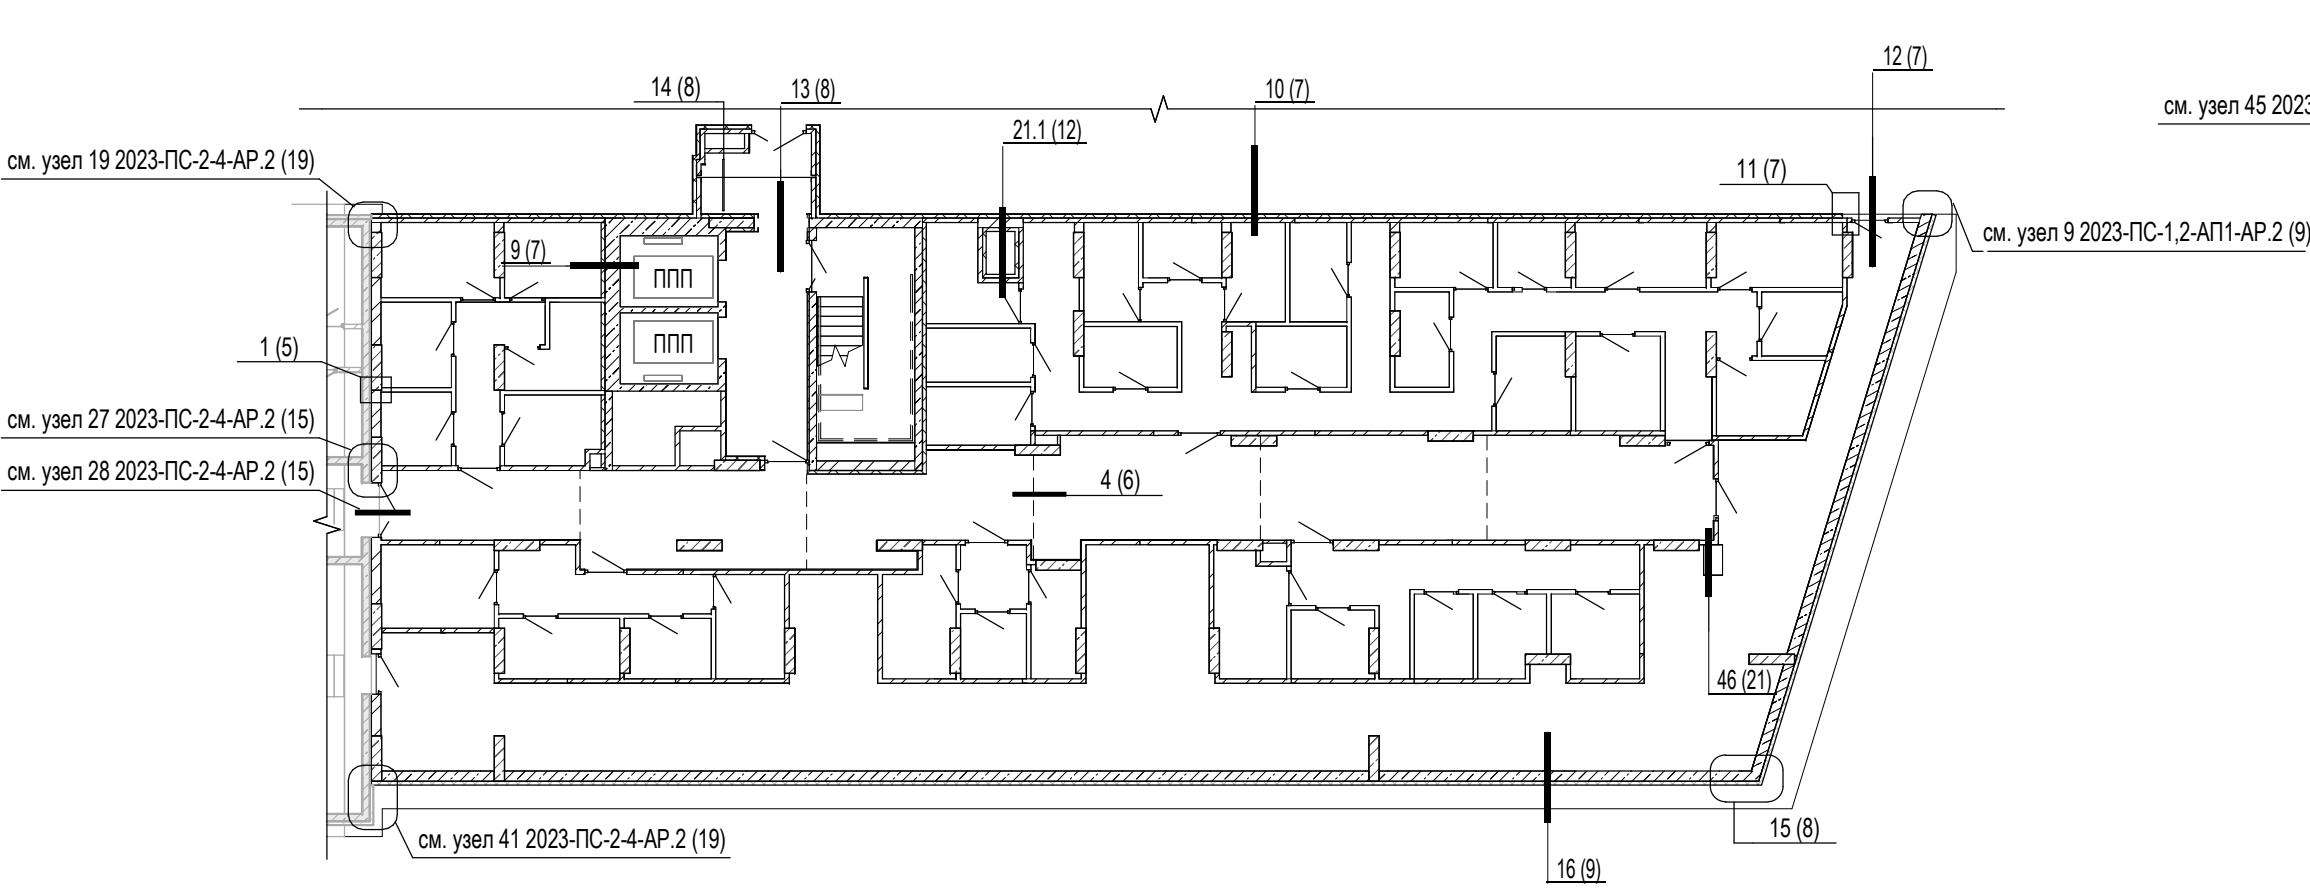 12 (7)
14 (8)
13 (8)
10 (7)
см. узел 45 2023
21.1 (12)
см. узел 19 2023-ПС-2-4-АР.2 (19)
11 (7)
см. узел 9 2023-ПС-1,2-АП1-АР.2 (9)
9 (7)
ППП
ППП
1 (5)
см. узел 27 2023-ПС-2-4-АР.2 (15)
см. узел 28 2023-ПС-2-4-АР.2 (15)
4 (6)
46 (21)
15 (8)
см. узел 41 2023-ПС-2-4-АР.2 (19)
16 (9)